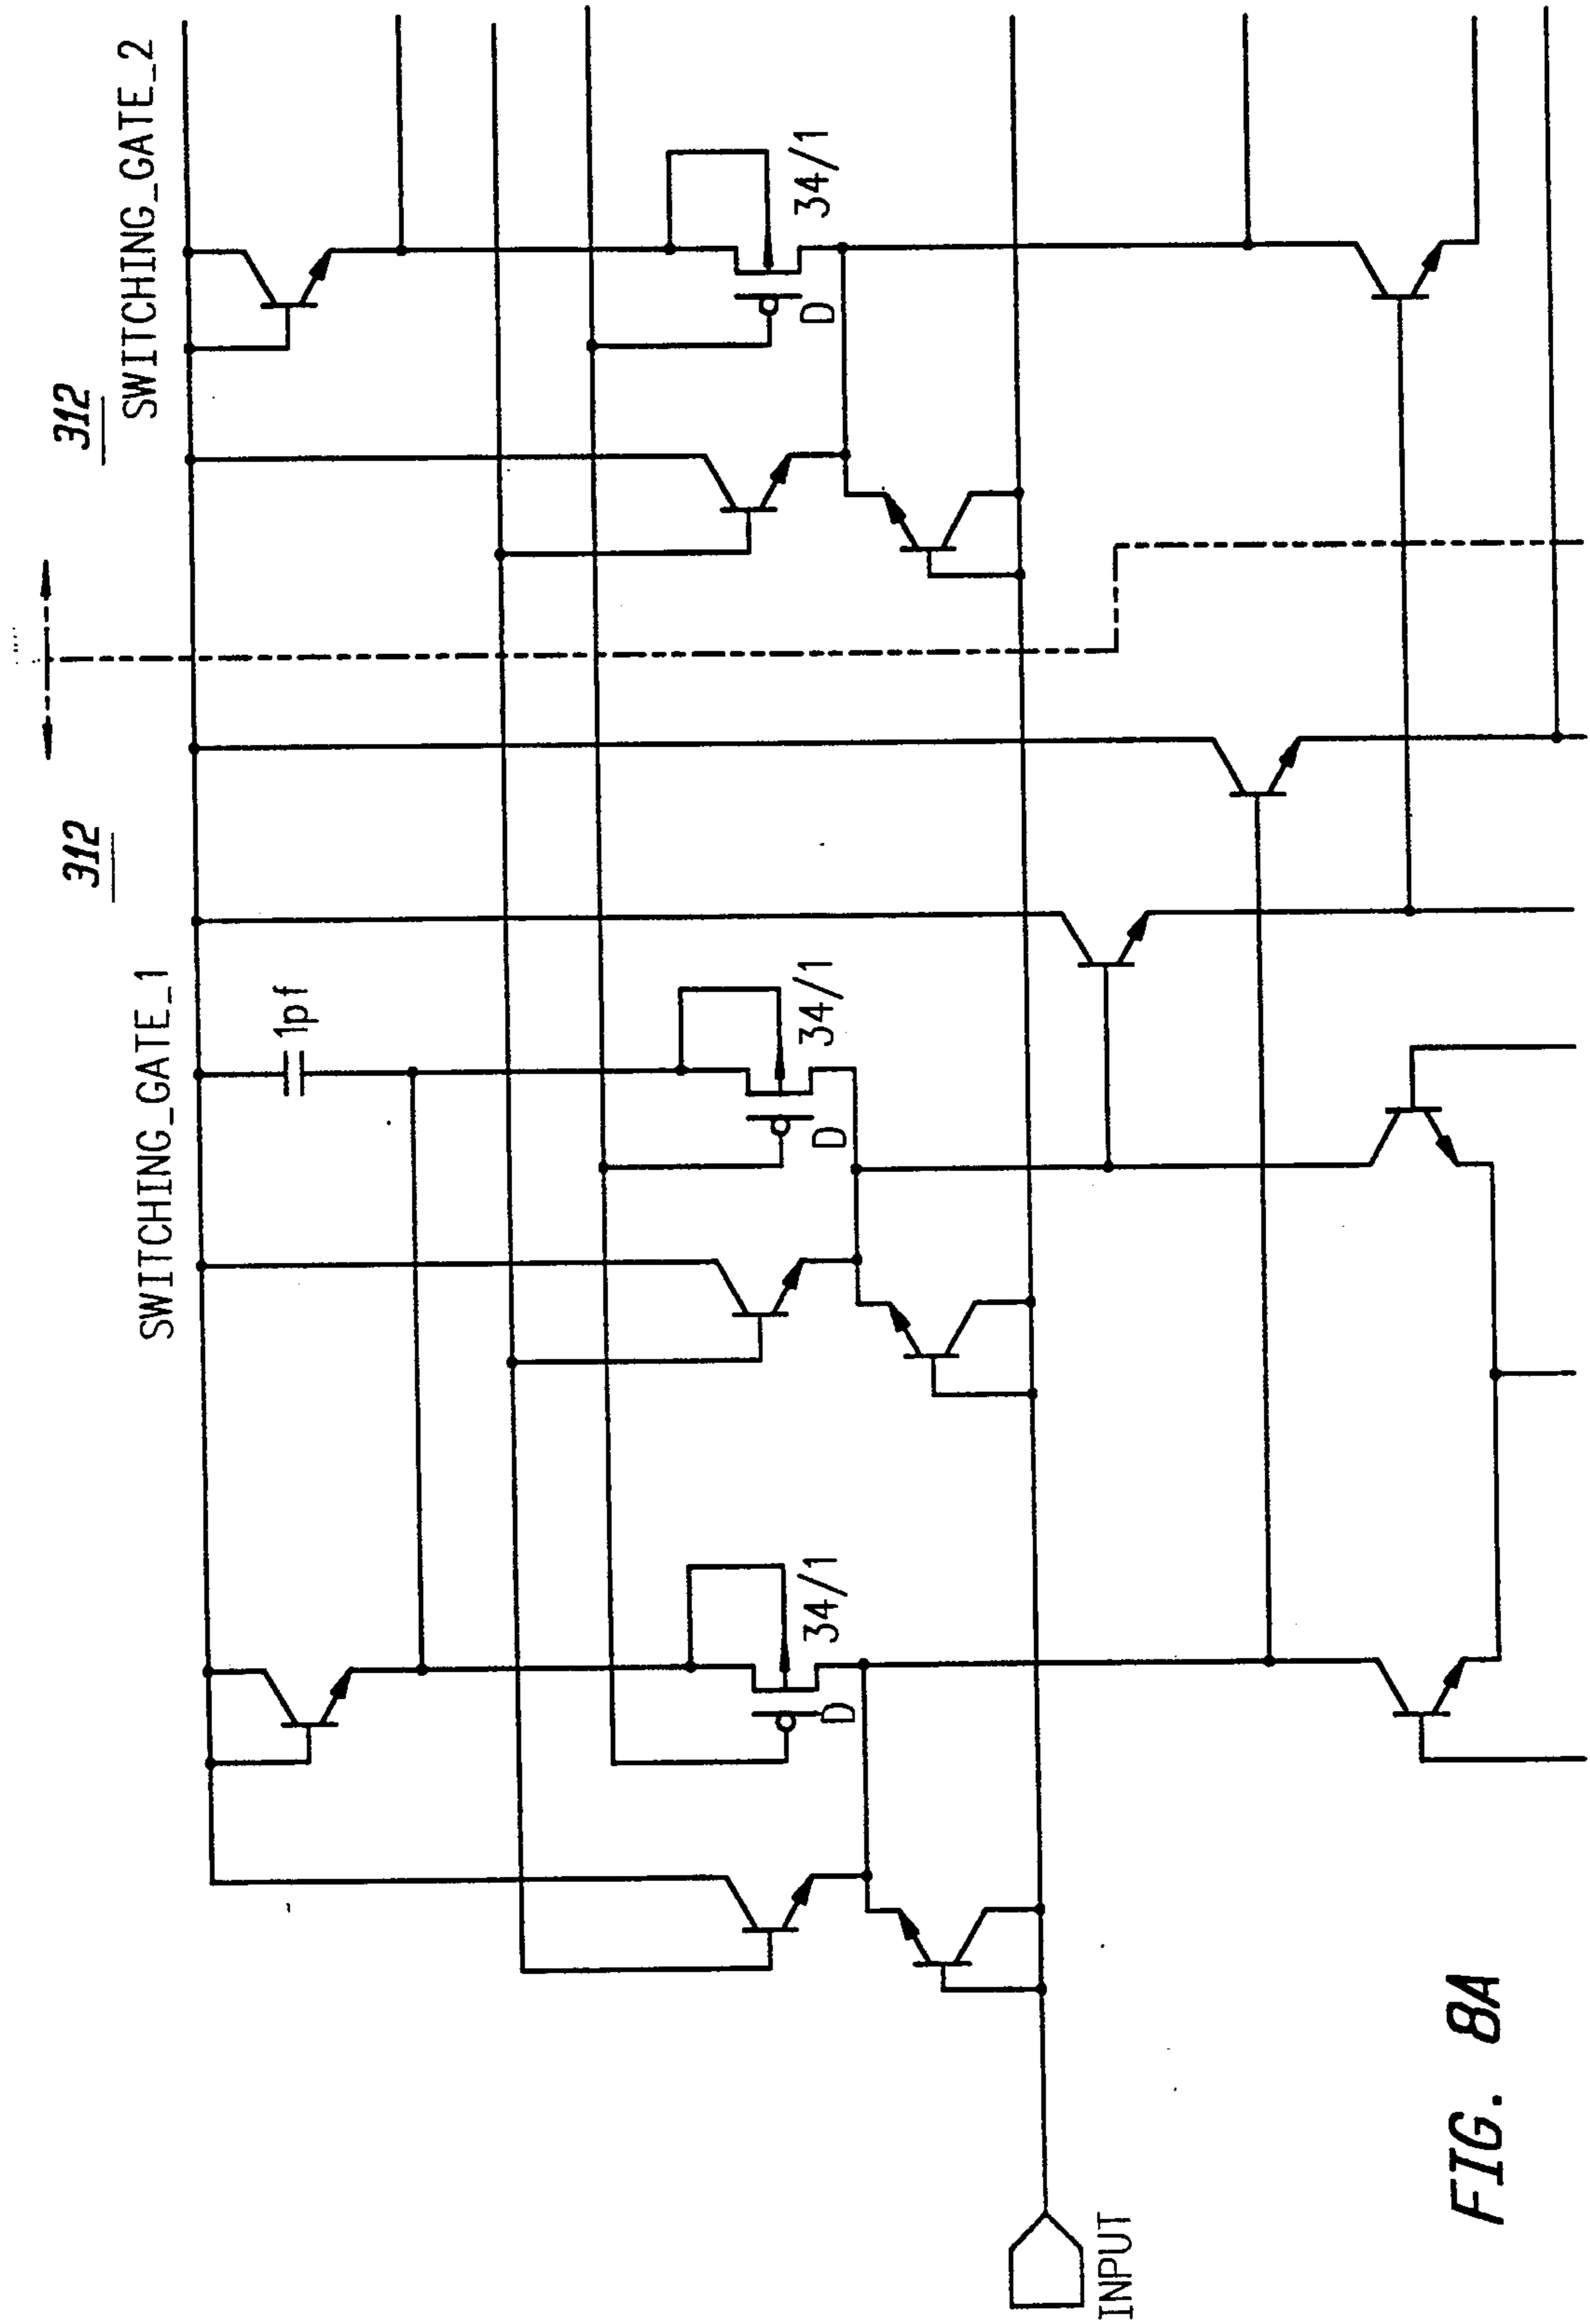 312
312
SWITCHING_GATE_1
SWITCHING_GATE_2
1pf
D
34/1
D
34/1
D
34/1
INPUT
FIG. 8A